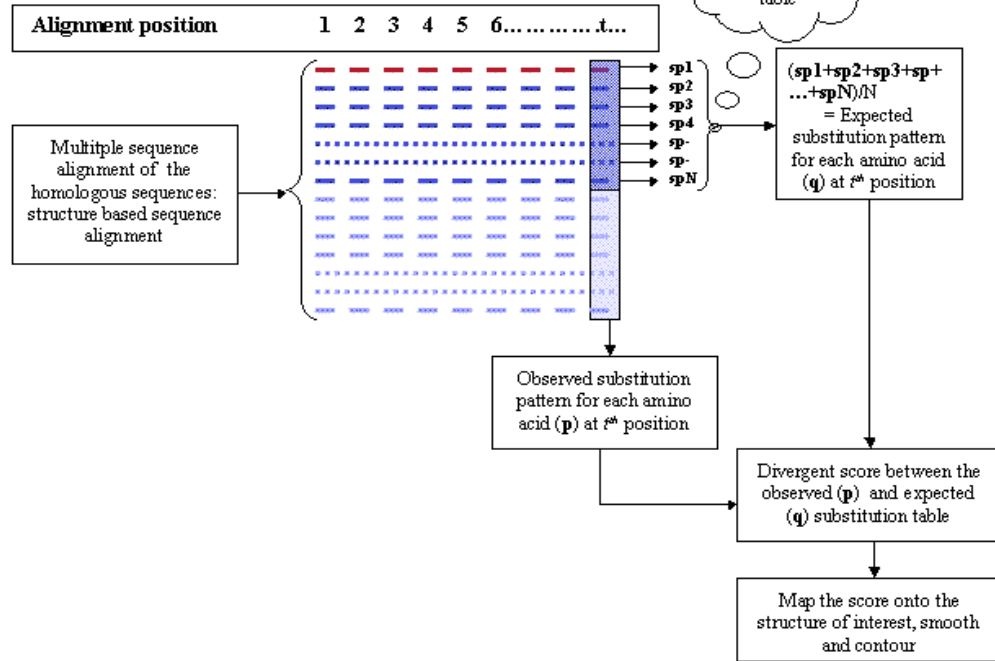 table
Alignment position 1 2 3 4 5 6... ... ... ... .t...
sp1
sp2
sp3
sp4
sp-
sp-
spN
(sp1+sp2+sp3+sp+
...+spN)/N
= Expected
substitution pattern
for each amino acid
(q) at tth position
Mulitple sequence
alignment of the
homologous sequences:
structure based sequence
alignment
Observed substitution
pattern for each amino
acid (p) at tth position
Divergent score between the
observed (p) and expected
(q) substitution table
Map the score onto the
structure of interest, smooth
and contour